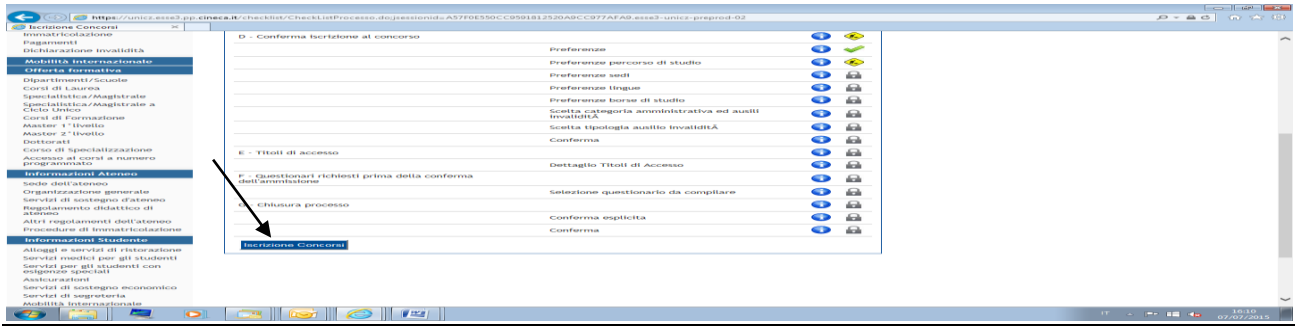 https://unicz.esse3.pp.cineca.it/checklist/CheckListProcesso.do;jsessionid=A57F0E550CC9591812520A9CC977AFA9.esse3-unicz-preprod-02
Iscrizione Concorsi
Immatricolazione
Pagamenti
Dichiarazione Invalidità
Mobilità internazionale
Offerta formativa
Dipartimenti/Scuole
Corsi di Laurea
Specialistica/Magistrale
Specialistica/Magistrale a
Ciclo Unico
Corsi di Formazione
Master 1°livello
Master 2°livello
Dottorati
Corso di Specializzazione
Accesso ai corsi a numero
programmato
Informazioni Ateneo
Sede dell'ateneo
Organizzazione generale
Servizi di sostegno d'ateneo
Regolamento didattico di
ateneo
Altri regolamenti dell'ateneo
Procedure di Immatricolazione
Informazioni Studente
Alloggi e servizi di ristorazione
Servizi medici per gli studenti
Servizi per gli studenti con
esigenze speciali
Assicurazioni
Servizi di sostegno economico
Servizi di segreteria
Mobilità Internazionale
D - Conferma iscrizione al concorso
Preferenze
Preferenze percorso di studio
Preferenze sedi
Preferenze lingue
Preferenze borse di studio
Scelta categoria amministrativa ed ausili
invaliditÃ
Scelta tipologia ausilio invaliditÃ
Conferma
E - Titoli di accesso
Dettaglio Titoli di Accesso
F - Questionari richiesti prima della conferma
dell'ammissione
Selezione questionario da compilare
- Chiusura processo
Conferma esplicita
Conferma
Iscrizione Concorsi
IT
16:10
07/07/2015